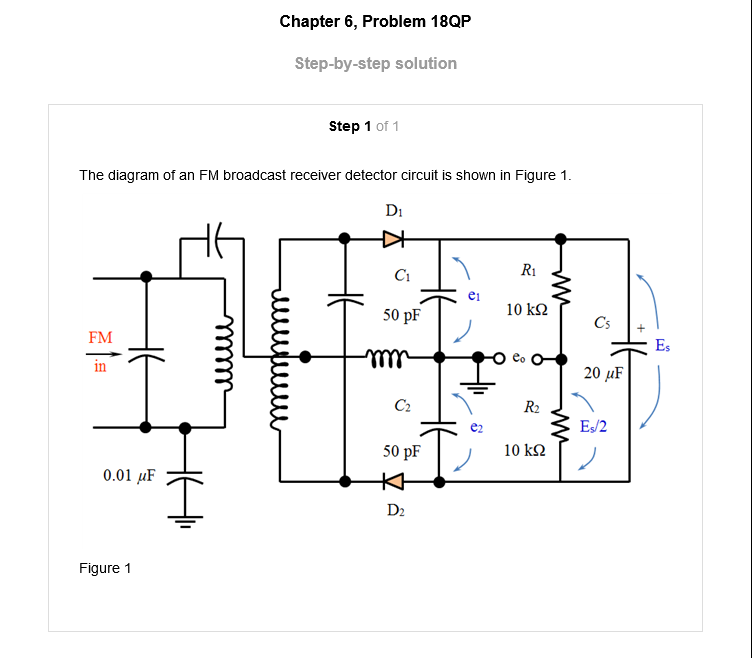 Chapter 6, Problem 18QP
Step-by-step solution
Step 1 of 1
The diagram of an FM broadcast receiver detector circuit is shown in Figure 1.
D1
C1
50 pF
e1
R1
10 kΩ
C5
+
Es
20 μF
FM
in
eo
C2
50 pF
e2
R2
10 kΩ
Es/2
0.01 μF
D2
Figure 1